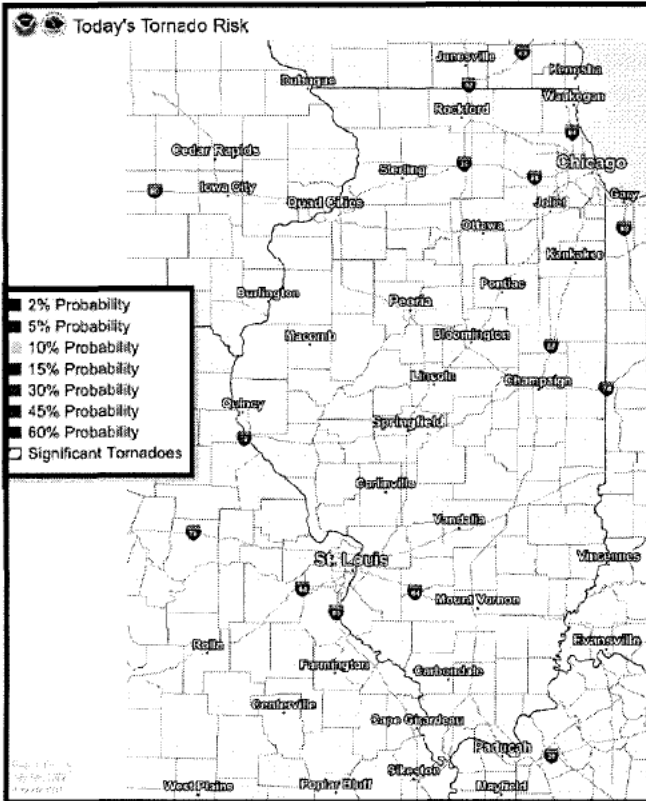 Today's Tornado Risk
Janesville
Kenosha
Dubuque
Waukegan
Rockford
Cedar Rapids
Chicago
Sterling
Iowa City
Quad Cities
Joliet
Gary
Ottawa
Kankakee
Burlington
Pontiac
Peoria
2% Probability
5% Probability
10% Probability
15% Probability
30% Probability
45% Probability
60% Probability
Significant Tornadoes
Macomb
Bloomington
Lincoln
Champaign
Quincy
Springfield
Carlinville
Vandalia
St. Louis
Vincennes
Mount Vernon
Rolla
Evansville
Farmington
Carbondale
Centerville
Cape Girardeau
Paducah
West Plains
Poplar Bluff
Sikeston
Mayfield